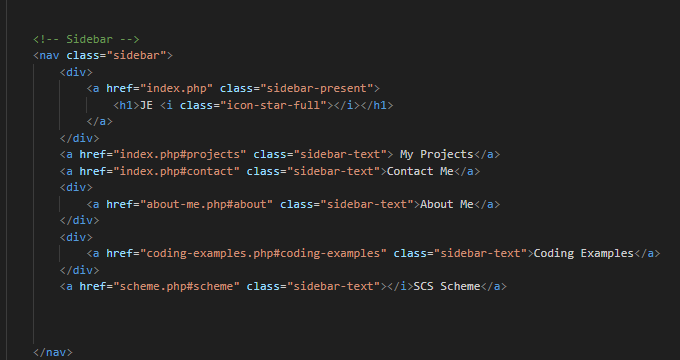 <!-- Sidebar -->
<nav class="sidebar">
<div>
<a href="index.php" class="sidebar-present">
<h1>JE <i class="icon-star-full"></i></h1>
</a>
</div>
<a href="index.php#projects" class="sidebar-text"> My Projects</a>
<a href="index.php#contact" class="sidebar-text">Contact Me</a>
<div>
<a href="about-me.php#about" class="sidebar-text">About Me</a>
</div>
<div>
<a href="coding-examples.php#coding-examples" class="sidebar-text">Coding Examples</a>
</div>
<a href="scheme.php#scheme" class="sidebar-text"></i>SCS Scheme</a>
</nav>